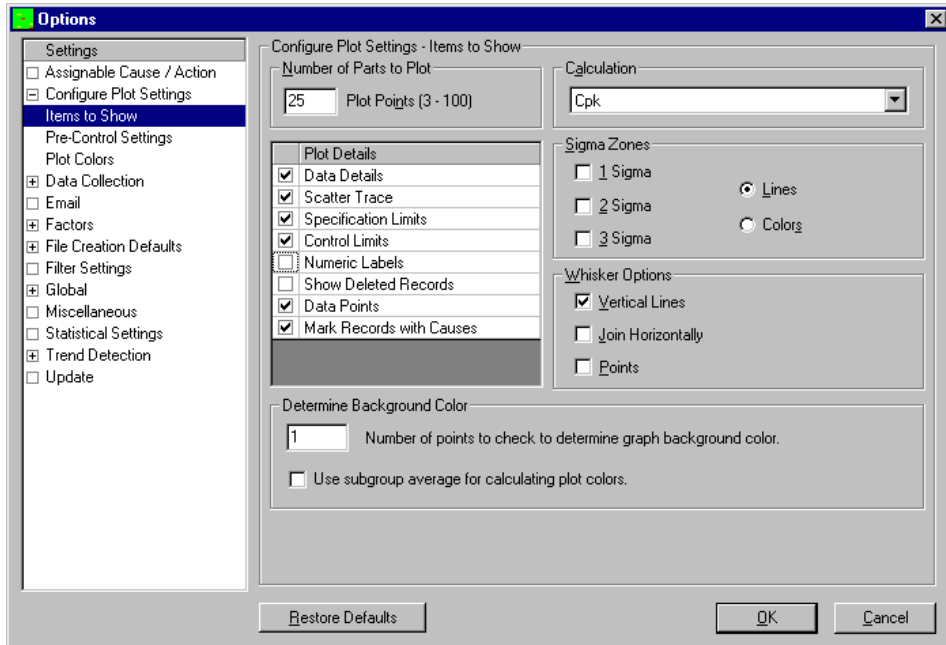 Options
Settings
Assignable Cause / Action
Configure Plot Settings
Items to Show
Pre-Control Settings
Plot Colors
Data Collection
Email
Factors
File Creation Defaults
Filter Settings
Global
Miscellaneous
Statistical Settings
Trend Detection
Update
Configure Plot Settings - Items to Show
Number of Parts to Plot
25 Plot Points (3 - 100)
Calculation
Cpk
Plot Details
Data Details
Scatter Trace
Specification Limits
Control Limits
Numeric Labels
Show Deleted Records
Data Points
Mark Records with Causes
Sigma Zones
1 Sigma
2 Sigma
3 Sigma
Lines
Colors
Whisker Options
Vertical Lines
Join Horizontally
Points
Determine Background Color
1 Number of points to check to determine graph background color.
Use subgroup average for calculating plot colors.
Restore Defaults
OK
Cancel